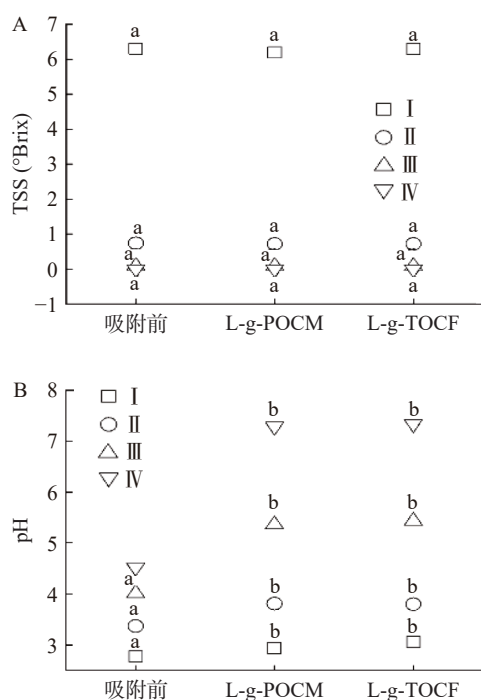 A
7
6
5
4
3
2
1
0
−1
TSS (°Brix)
a
a
a
Ⅰ
Ⅱ
Ⅲ
Ⅳ
a
a
a
a
a
a
a
a
a
吸附前
L-g-POCM
L-g-TOCF
B
8
7
6
5
4
3
pH
Ⅰ
Ⅱ
Ⅲ
Ⅳ
b
b
b
b
a
b
b
a
b
b
a
吸附前
L-g-POCM
L-g-TOCF